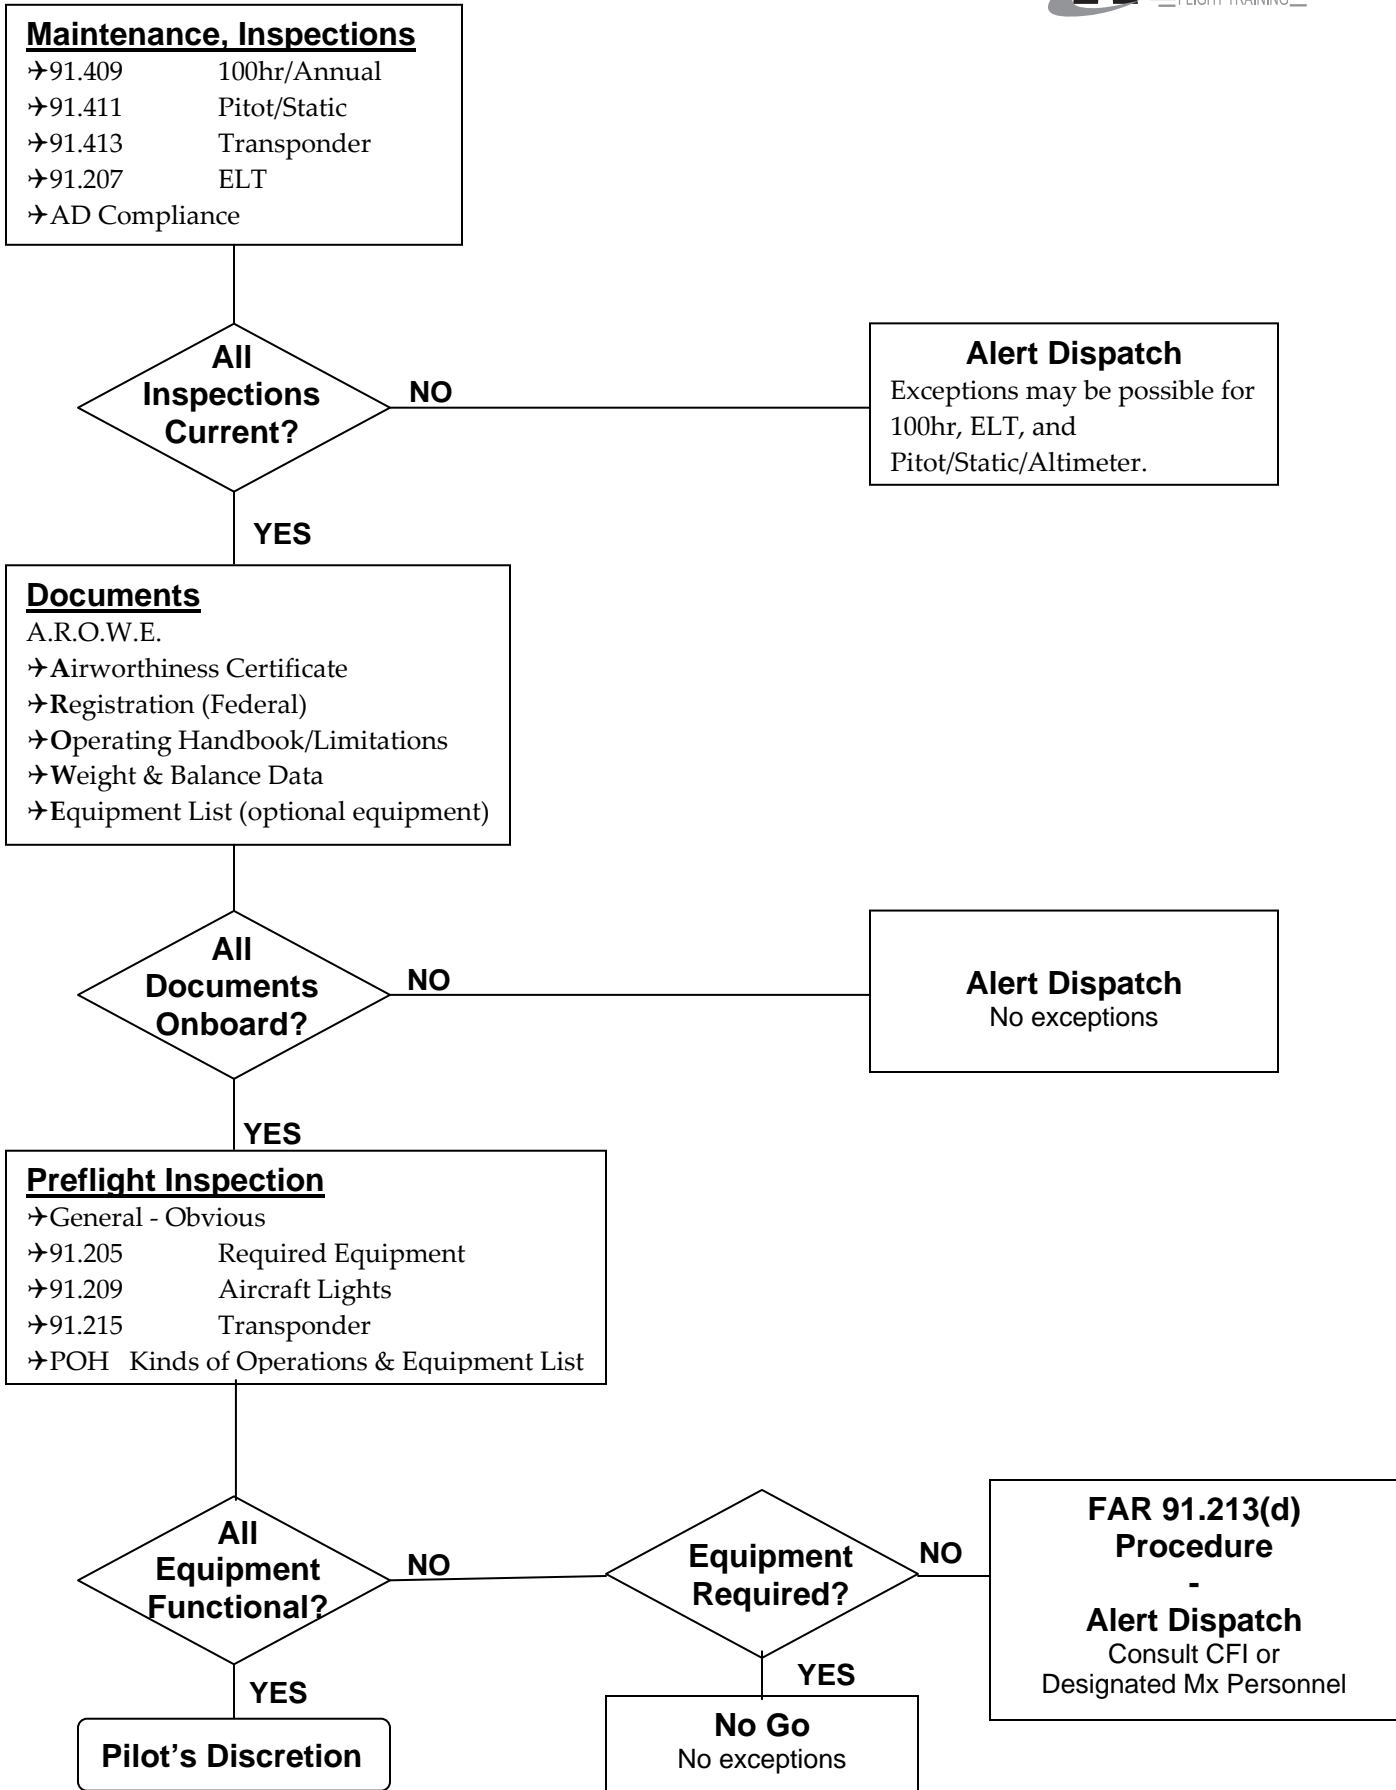 FLIGHT TRAINING
Maintenance, Inspections
✈91.409 100hr/Annual
✈91.411 Pitot/Static
✈91.413 Transponder
✈91.207 ELT
✈AD Compliance
All
Inspections
Current?
NO
Alert Dispatch
Exceptions may be possible for
100hr, ELT, and
Pitot/Static/Altimeter.
YES
Documents
A.R.O.W.E.
✈Airworthiness Certificate
✈Registration (Federal)
✈Operating Handbook/Limitations
✈Weight & Balance Data
✈Equipment List (optional equipment)
All
Documents
Onboard?
NO
Alert Dispatch
No exceptions
YES
Preflight Inspection
✈General - Obvious
✈91.205 Required Equipment
✈91.209 Aircraft Lights
✈91.215 Transponder
✈POH Kinds of Operations & Equipment List
All
Equipment
Functional?
NO
Equipment
Required?
NO
FAR 91.213(d)
Procedure
-
Alert Dispatch
Consult CFI or
Designated Mx Personnel
YES
Pilot's Discretion
YES
No Go
No exceptions